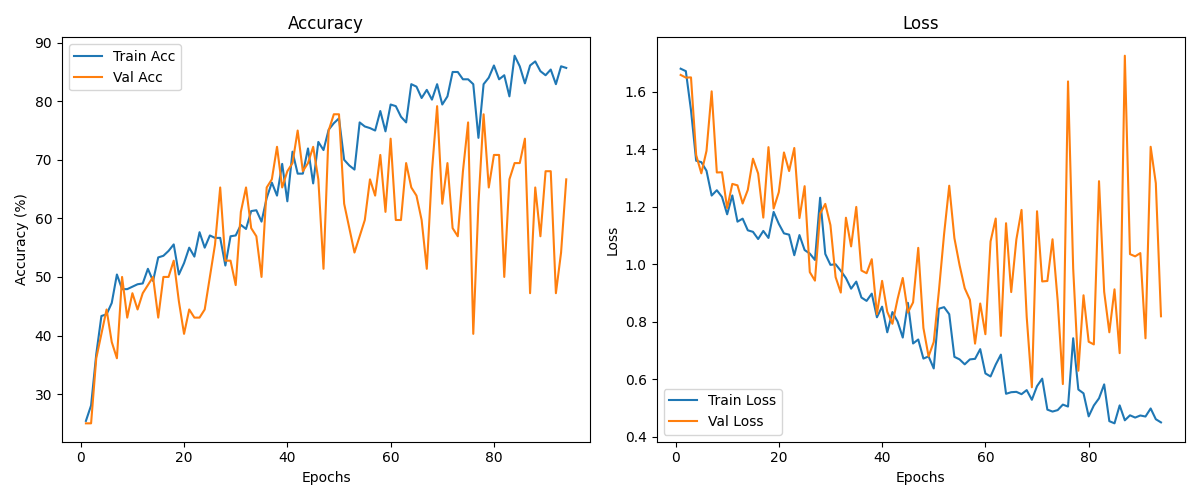 Accuracy
Train Acc
Val Acc
Accuracy (%)
90
80
70
60
50
40
30
0 20 40 60 80
Epochs
Loss
Loss
1.6
1.4
1.2
1.0
0.8
0.6
0.4
Train Loss
Val Loss
0 20 40 60 80
Epochs